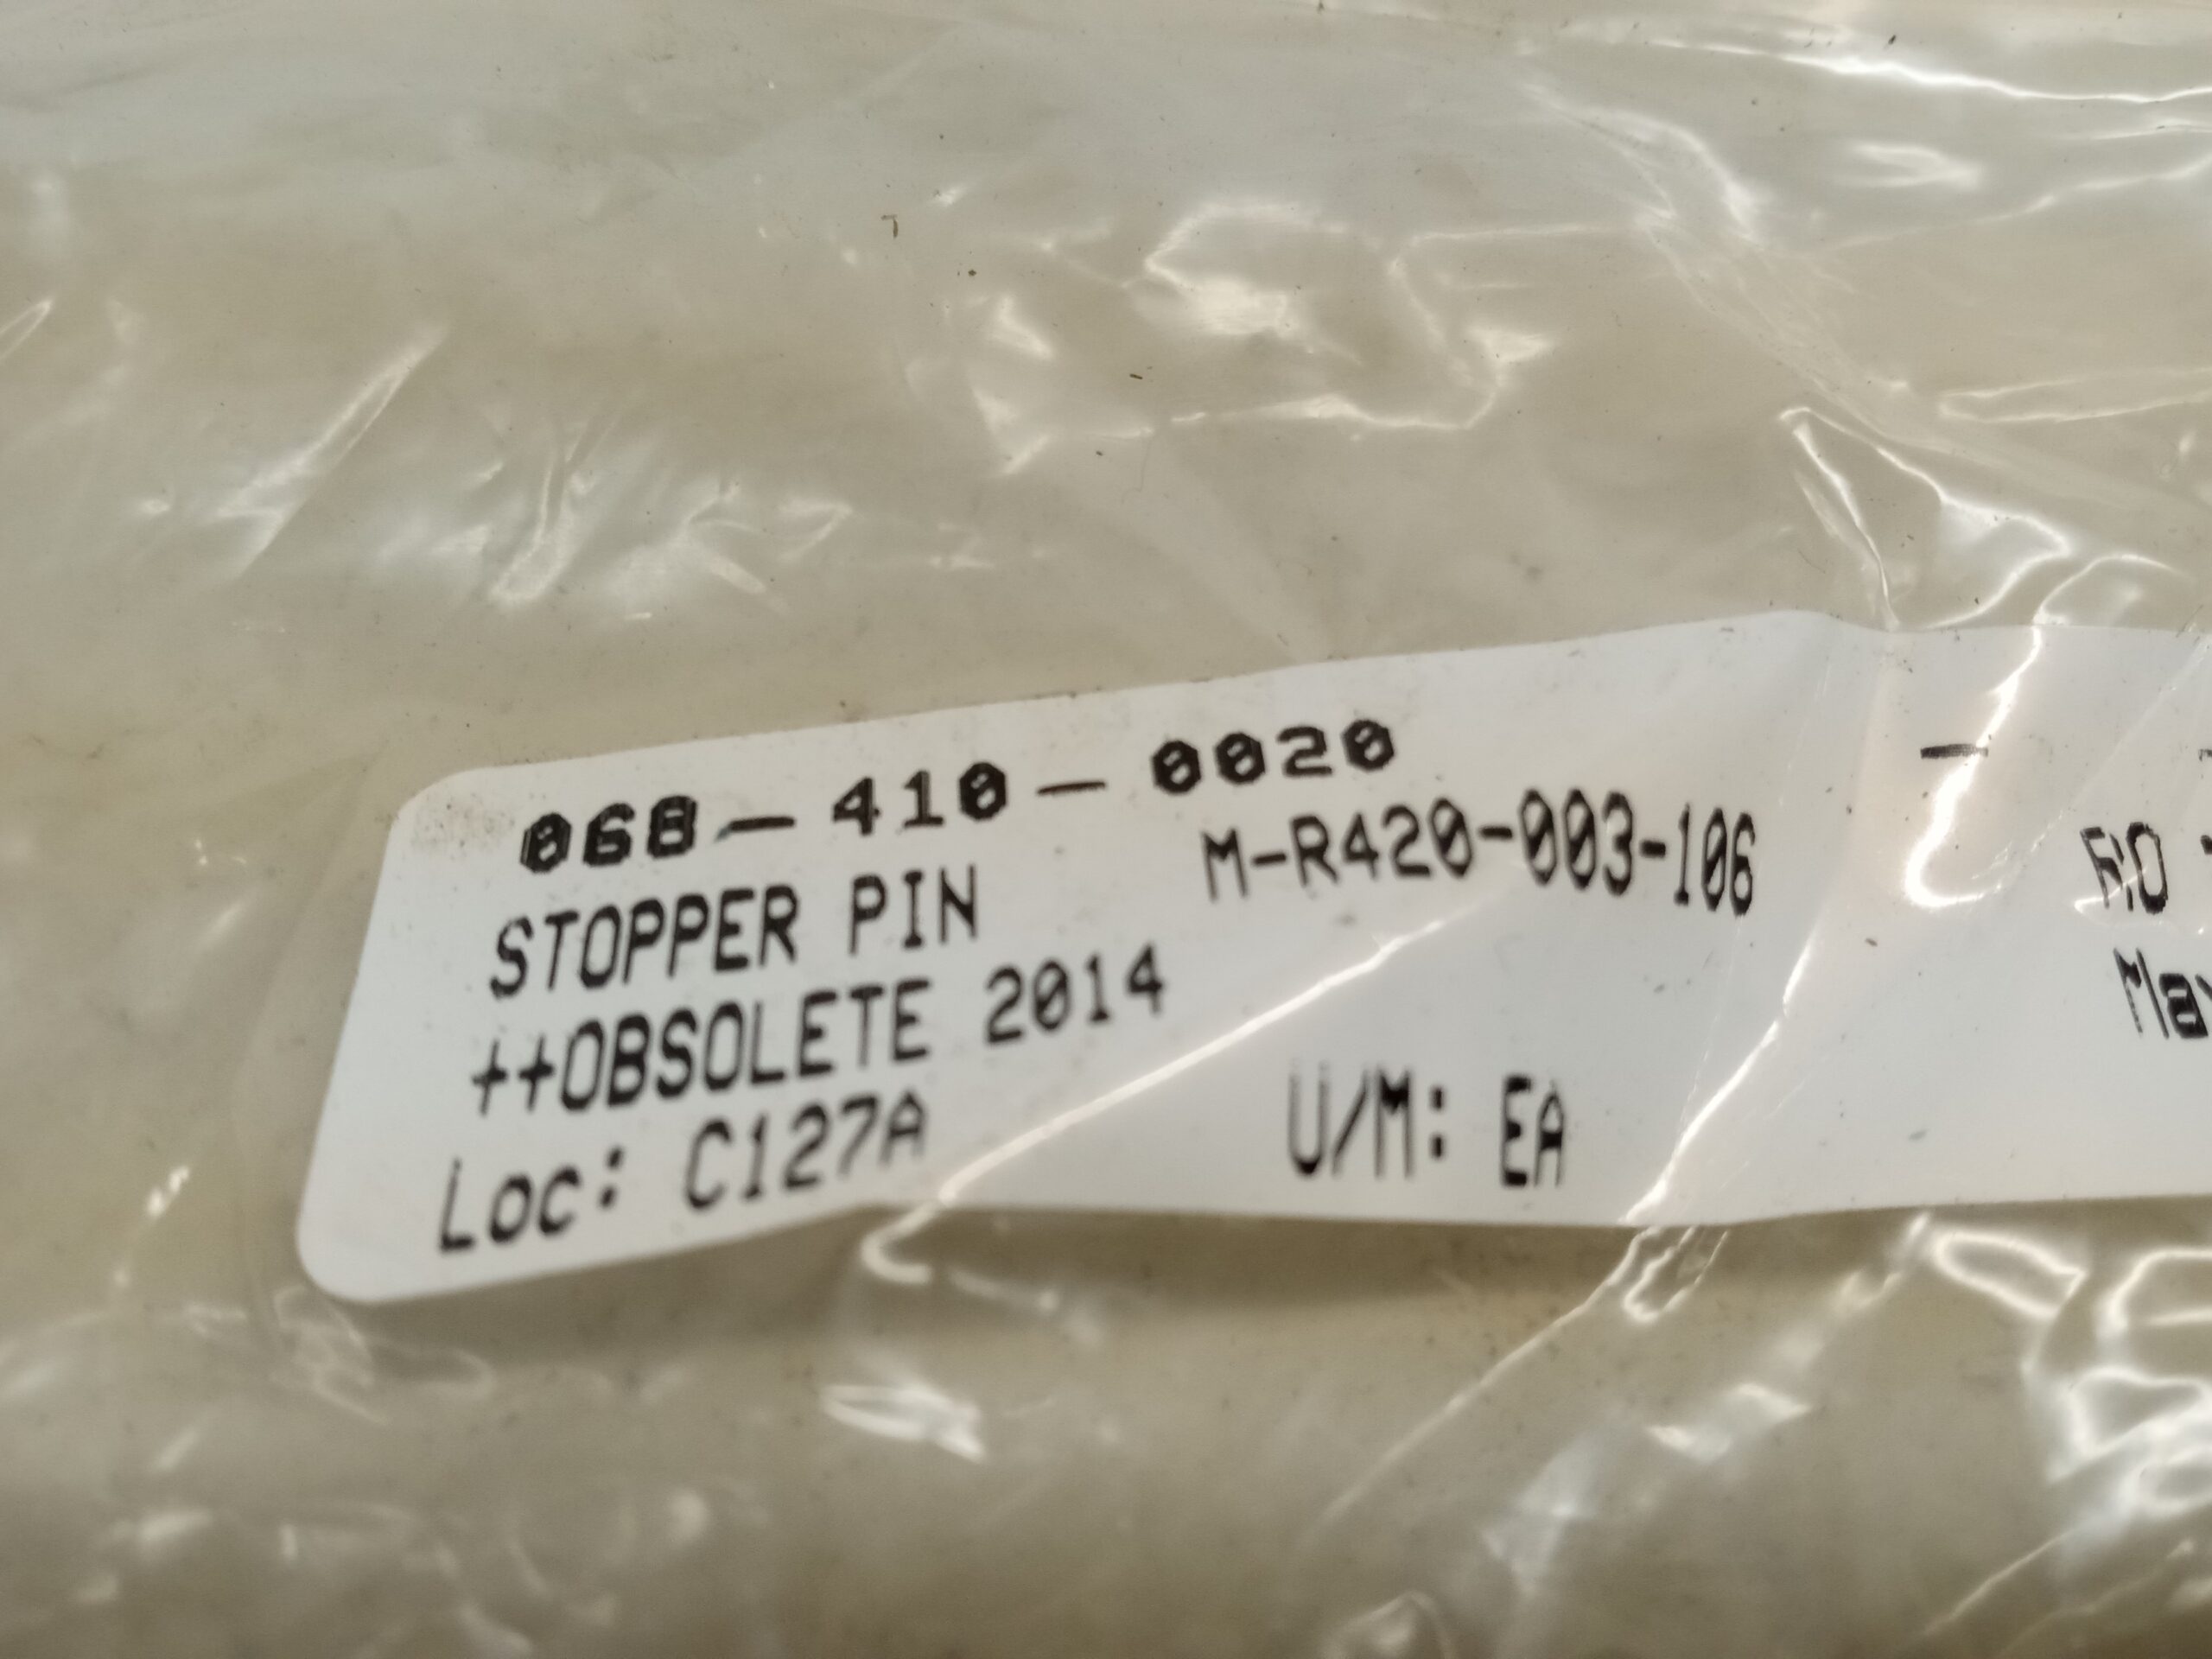 068-410-0020 -
STOPPER PIN M-R420-003-106
++OBSOLETE 2014
Loc: C127A U/M: EA